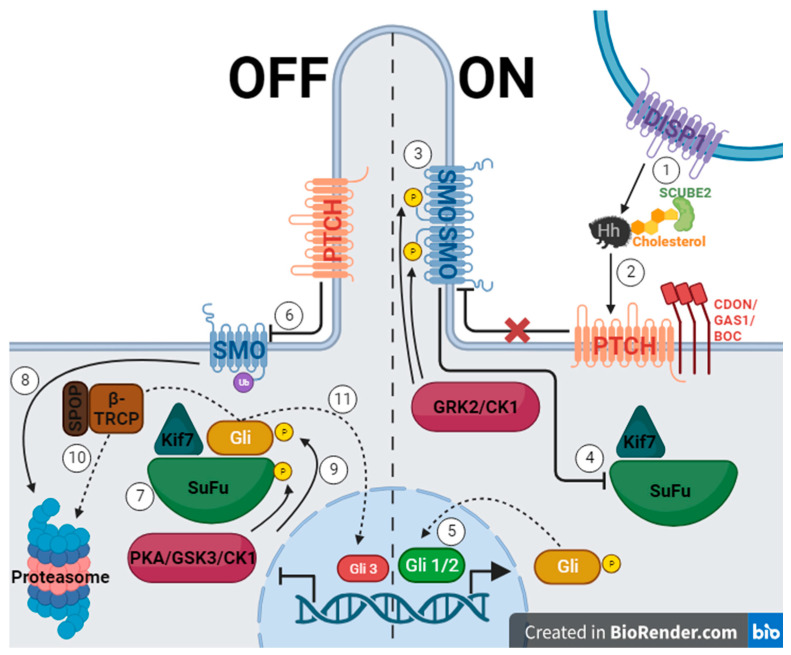 OFF
ON
DISP1
1
SCUBE2
Hh
Cholesterol
2
3
P
P
SMO
SMO
PTCH
PTCH
CDON/
GAS1/
BOC
6
SMO
Ub
8
SPOP
β-
TRCP
10
Kif7
Gli
P
P
SuFu
7
9
11
PKA/GSK3/CK1
Proteasome
GRK2/CK1
4
Kif7
SuFu
5
Gli 3
Gli 1/2
Gli
P
Created in BioRender.com
bio